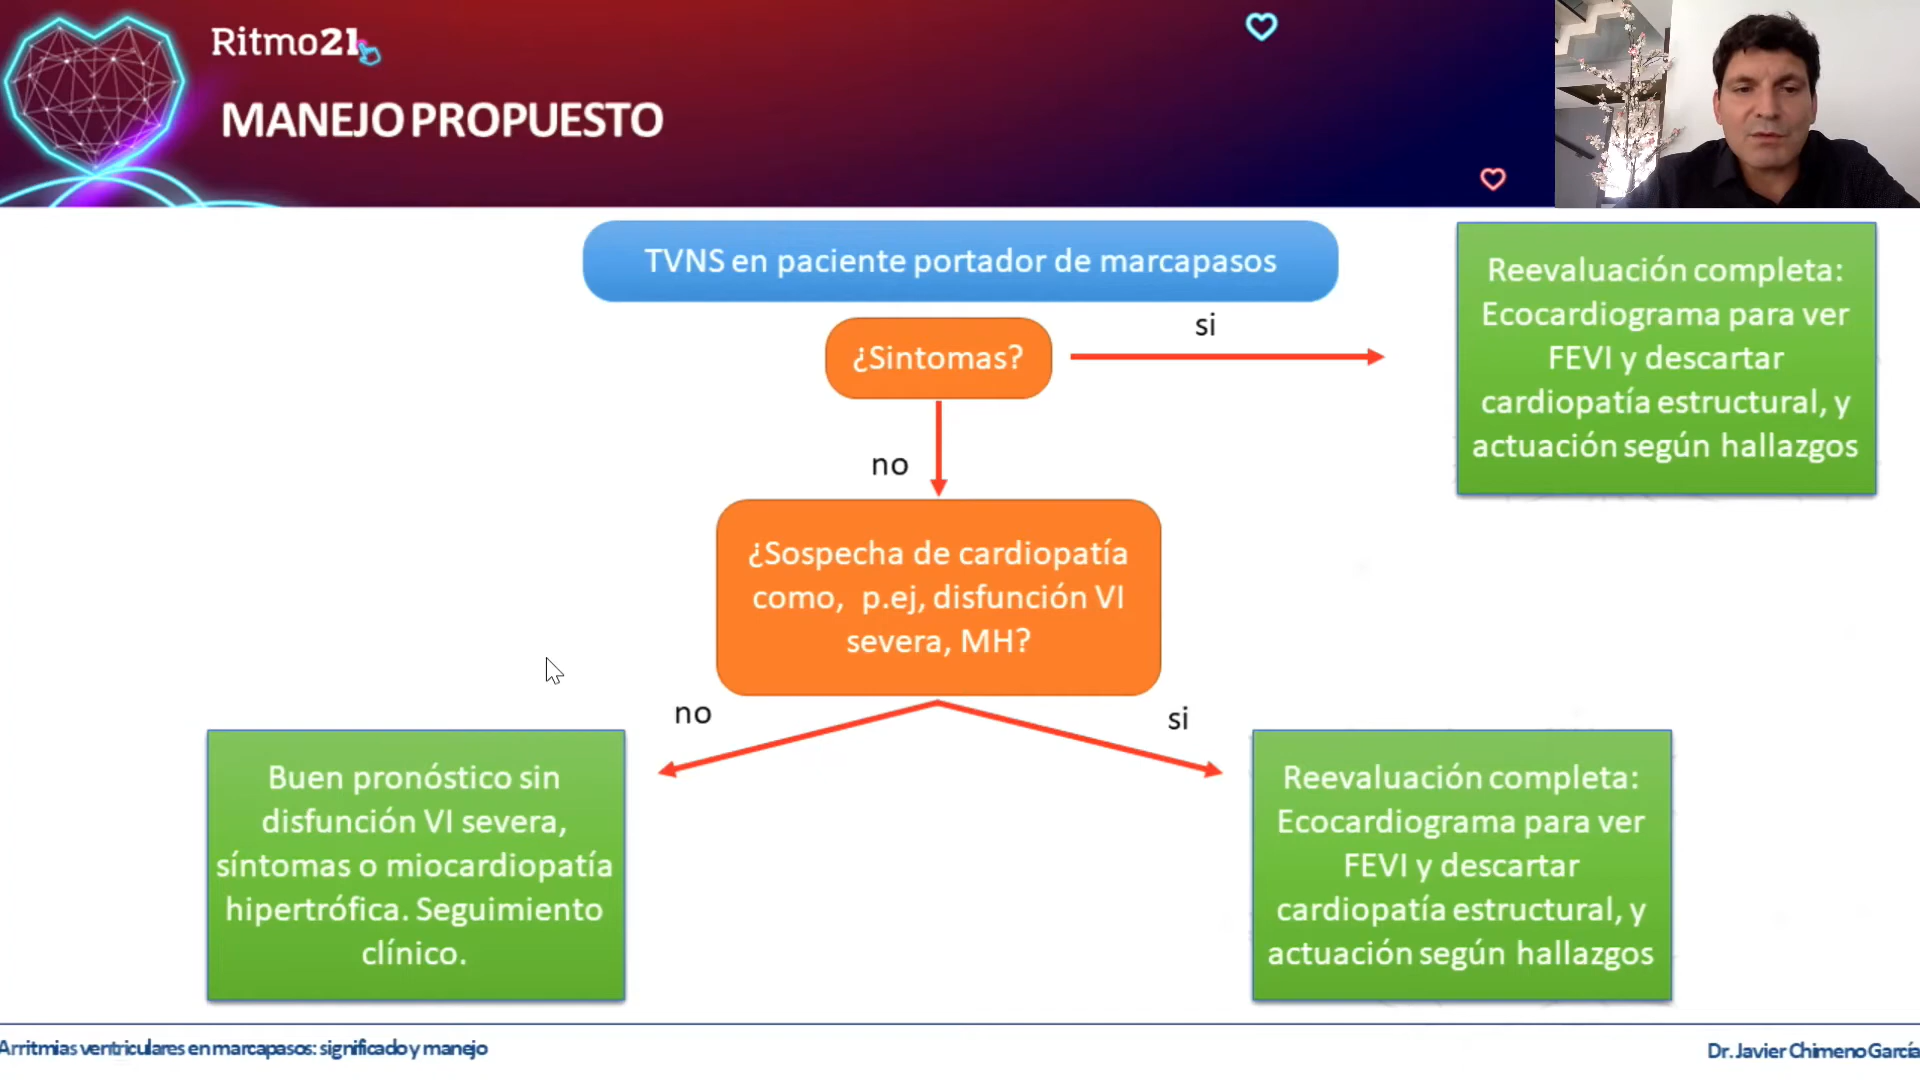 Ritmo21
MANEJO PROPUESTO
TVNS en paciente portador de marcapasos
¿Sintomas?
si
Reevaluación completa:
Ecocardiograma para ver
FEVI y descartar
cardiopatía estructural, y
actuación según hallazgos
no
¿Sospecha de cardiopatía
como, p.ej, disfunción VI
severa, MH?
no
si
Buen pronóstico sin
disfunción VI severa,
síntomas o miocardiopatía
hipertrófica. Seguimiento
clínico.
Reevaluación completa:
Ecocardiograma para ver
FEVI y descartar
cardiopatía estructural, y
actuación según hallazgos
Arritmias ventriculares en marcapasos: significado y manejo
Dr. Javier Chimeno García